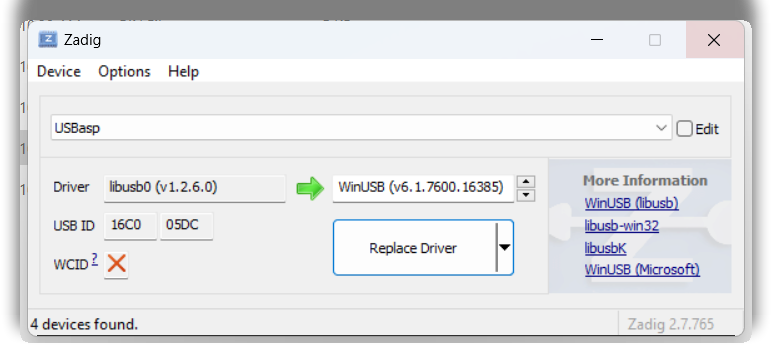 Zadig
Device Options Help
USBasp
Edit
Driver libusb0 (v1.2.6.0) WinUSB (v6.1.7600.16385)
USB ID 16C0 05DC
WCID ?
Replace Driver
More Information
WinUSB (libusb)
libusb-win32
libusbK
WinUSB (Microsoft)
4 devices found.
Zadig 2.7.765